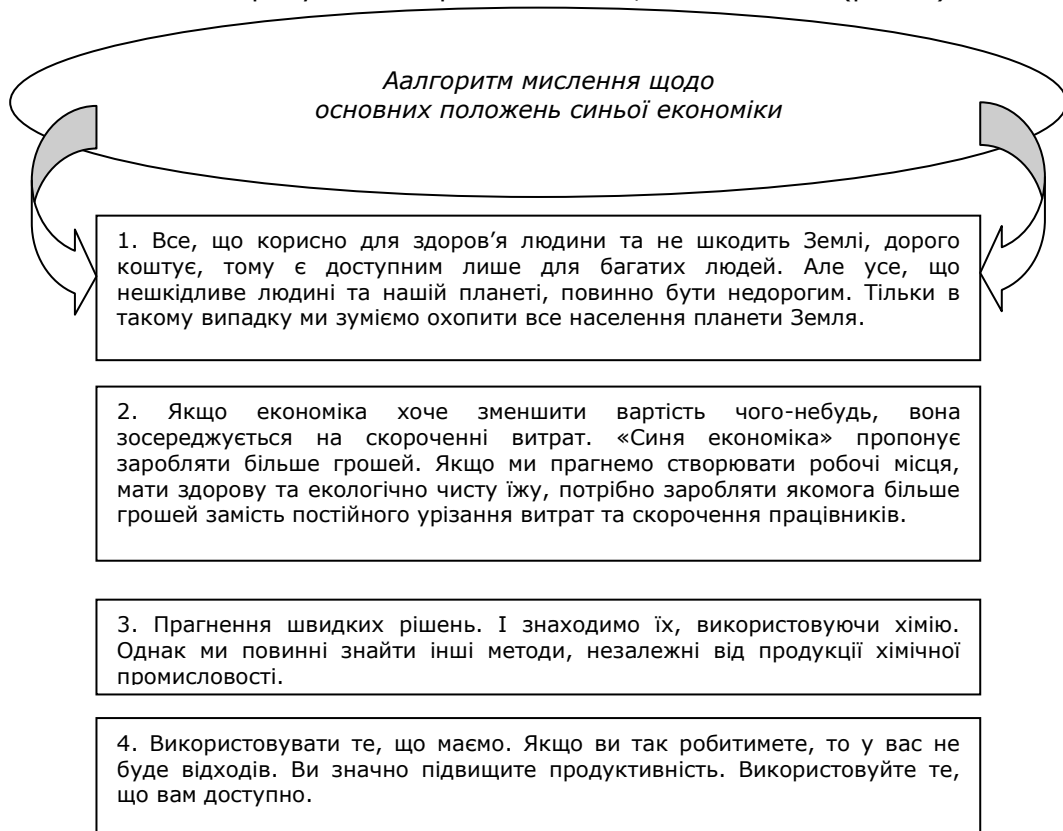 Аалгоритм мислення щодо
основних положень синьої економіки
1. Все, що корисно для здоров’я людини та не шкодить Землі, дорого
коштує, тому є доступним лише для багатих людей. Але усе, що
нешкідливе людині та нашій планеті, повинно бути недорогим. Тільки в
такому випадку ми зуміємо охопити все населення планети Земля.
2. Якщо економіка хоче зменшити вартість чого-небудь, вона
зосереджується на скороченні витрат. «Синя економіка» пропонує
заробляти більше грошей. Якщо ми прагнемо створювати робочі місця,
мати здорову та екологічно чисту їжу, потрібно заробляти якомога більше
грошей замість постійного урізання витрат та скорочення працівників.
3. Прагнення швидких рішень. І знаходимо їх, використовуючи хімію.
Однак ми повинні знайти інші методи, незалежні від продукції хімічної
промисловості.
4. Використовувати те, що маємо. Якщо ви так робитимете, то у вас не
буде відходів. Ви значно підвищите продуктивність. Використовуйте те,
що вам доступно.